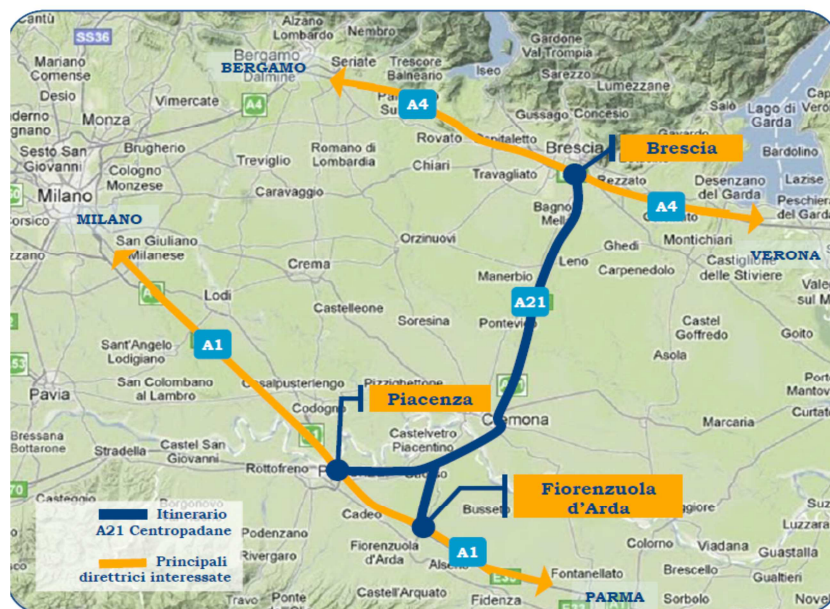 Cantù
Alzano
Lombardo
Nembro
Gardone
Val Trompia
SS36
Mariano
Comense
Bergamo
BERGAMO
Dalmine
Seriate
Trescore
Balneario
Iseo
Sarezzo
Lumezzane
Desio
Vimercate
A4
A4
Gussago
Concesio
Salò
Lago di
Garda
Monza
Brugherio
Romano di
Lombardia
Rovato
Ospitaletto
Brescia
Brescia
Bardolino
Sesto San
Giovanni
Cologno
Monzese
Treviglio
Chiari
Travagliato
Rezzato
Desenzano
del Garda
Lazise
Milano
Caravaggio
A4
Peschiera
del Garda
MILANO
Bagno
Mella
Montichiari
VERONA
Corsico
San Giuliano
Milanese
Orzinuovi
Ghedi
Castiglione
delle Stiviere
Crema
Leno
Carpenedolo
Manerbio
Lodi
A21
Castelleone
Soresina
Pontevico
Castel
Goffredo
Goito
Sant'Angelo
Lodigiano
A1
Asola
San Colombano
al Lambro
Casalpusterlengo
Pizzighettone
Pavia
Piacenza
Codogno
Cremona
Marcaria
Bressana
Bottarone
Stradella
Castel San
Giovanni
Castelvetro
Piacentino
Rottofreno
Casteggio
Fiorenzuola
d'Arda
Busseto
Cadeo
Itinerario
A21 Centropadane
Podenzano
Rivergaro
Fiorenzuola
d'Arda
A1
Colorno
Viadana
Guastalla
Luzzara
Principali
direttrici interessate
Alseno
Fontanellato
Brescello
Gualtieri
Travo
Ponte
Castell'Arquato
Fidenza
PARMA